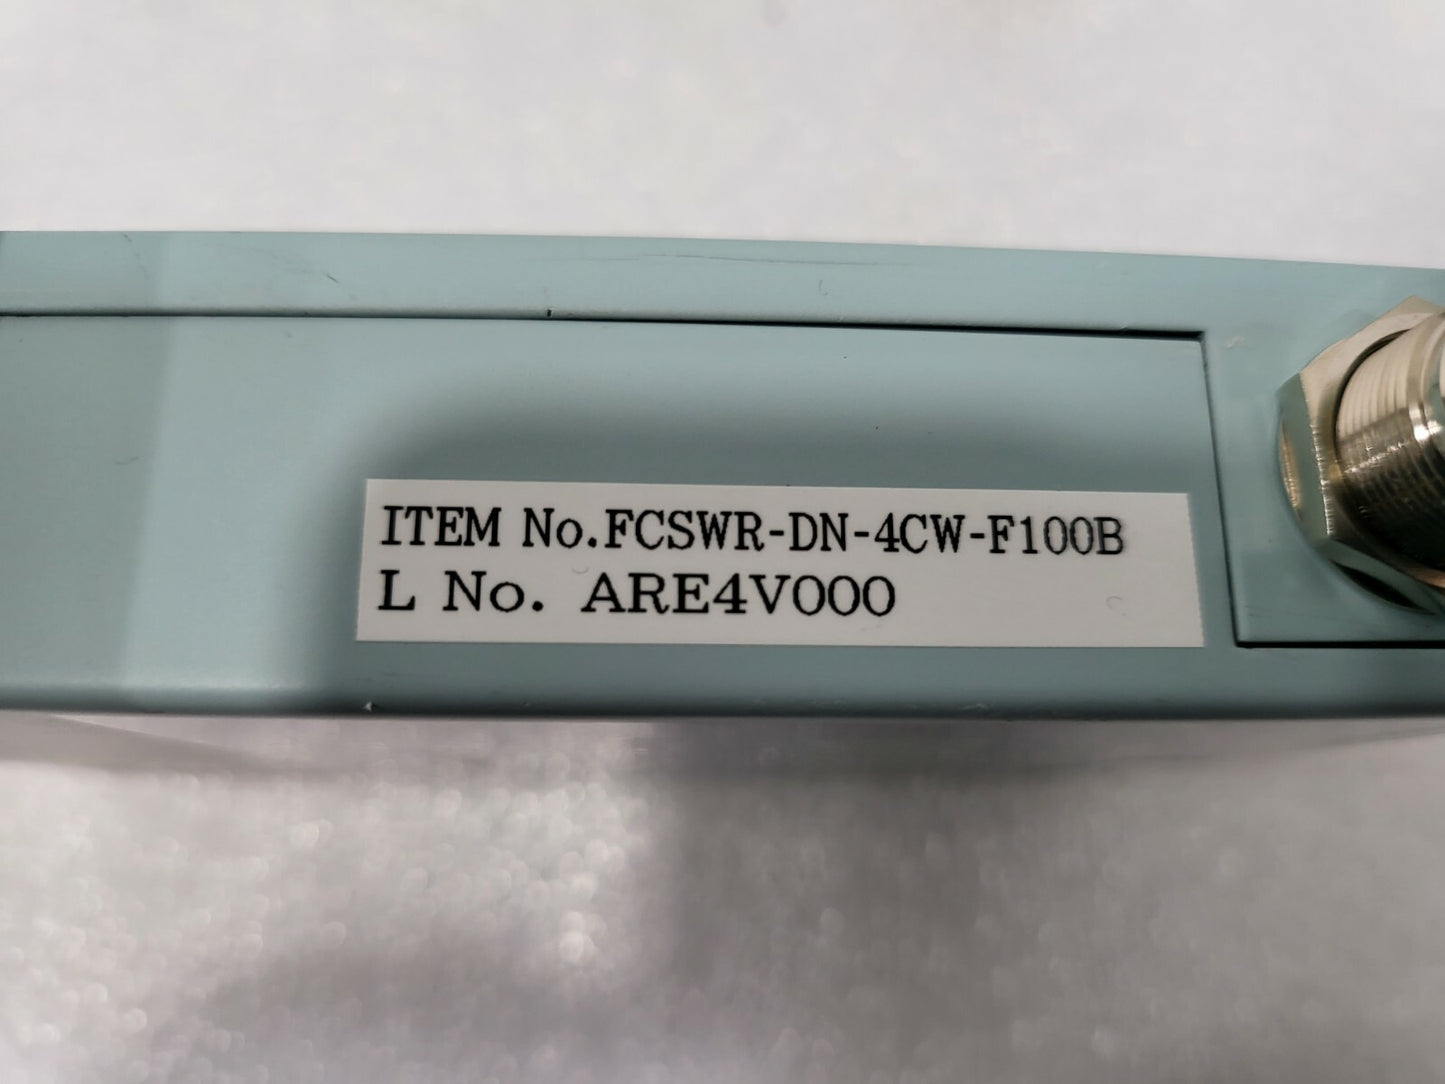 ITEM No.FCSWR-DN-4CW-F100B
L No. ARE4V000